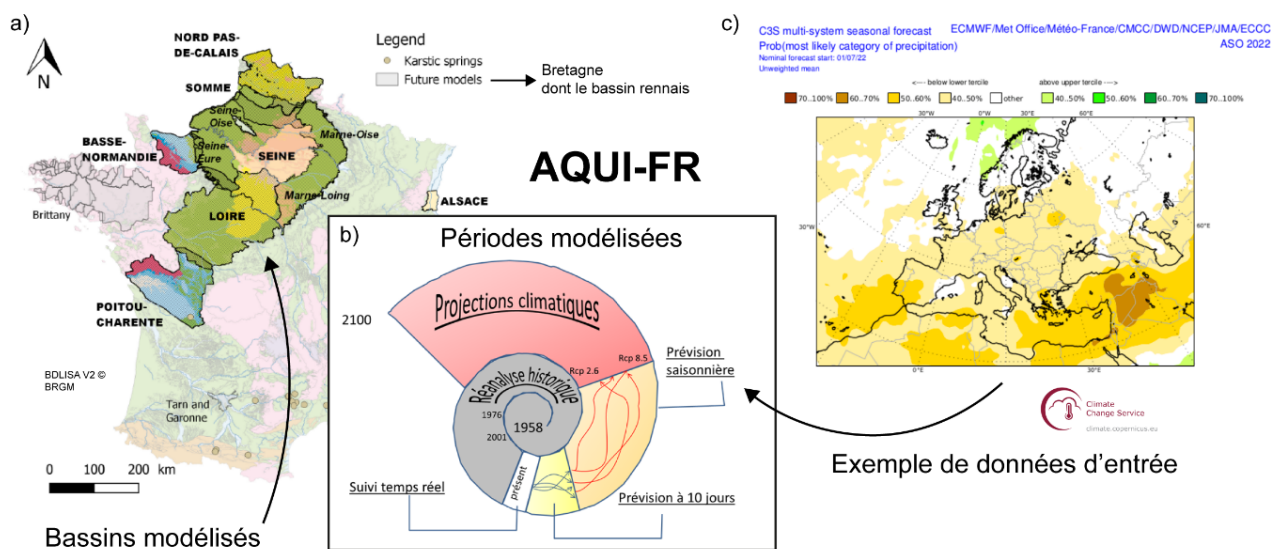 a)
NORD PAS-
DE-CALAIS
SOMME
Seine-
Oise
Seine-
Eure
Marne-Oise
SEINE
BASSE-
NORMANDIE
Marne-Loing
ALSACE
LOIRE
Brittany
POITOU-
CHARENTE
BDLISA V2 ©
BRGM
Tarn and
Garonne
N
0 100 200
km
Bassins modélisés
Legend
Karstic springs
Future models
Bretagne
dont le bassin rennais
AQUI-FR
b)
Périodes modélisées
Projections climatiques
2100
Rcp 8.5
Rcp 2.6
Réanalyse historique
1976
2001
1958
présent
Prévision
saisonnière
Suivi temps réel
Prévision à 10 jours
c)
C3S multi-system seasonal forecast
ECMWF/Met Office/Météo-France/CMCC/DWD/NCEP/JMA/ECCC
Prob(most likely category of precipitation)
ASO 2022
Nominal forecast start: 01/07/22
Unweighted mean
<---- below lower tercile
above upper tercile ---->
70..100% 60..70% 50..60% 40..50% other 40..50% 50..60% 60..70% 70..100%
30°W 0°W 0°E 30°E
30°W
60°E
0°E
30°E
Climate
Change Service
climate.copernicus.eu
Exemple de données d'entrée